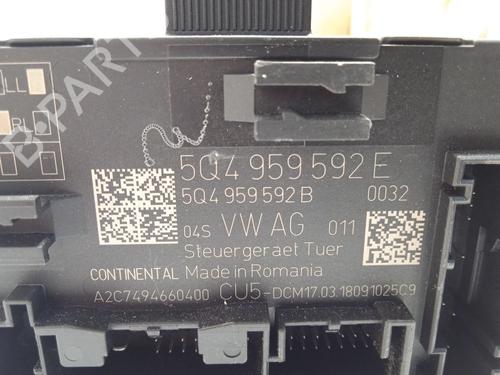 LL
RL
B PARTS
5Q4 959 592 E
5Q4 959 592 B 0032
04S VW AG 011
Steuergeraet Tuer
CONTINENTAL Made in Romania
A2C7494660400 CU5-DCM17.03.18091025C9